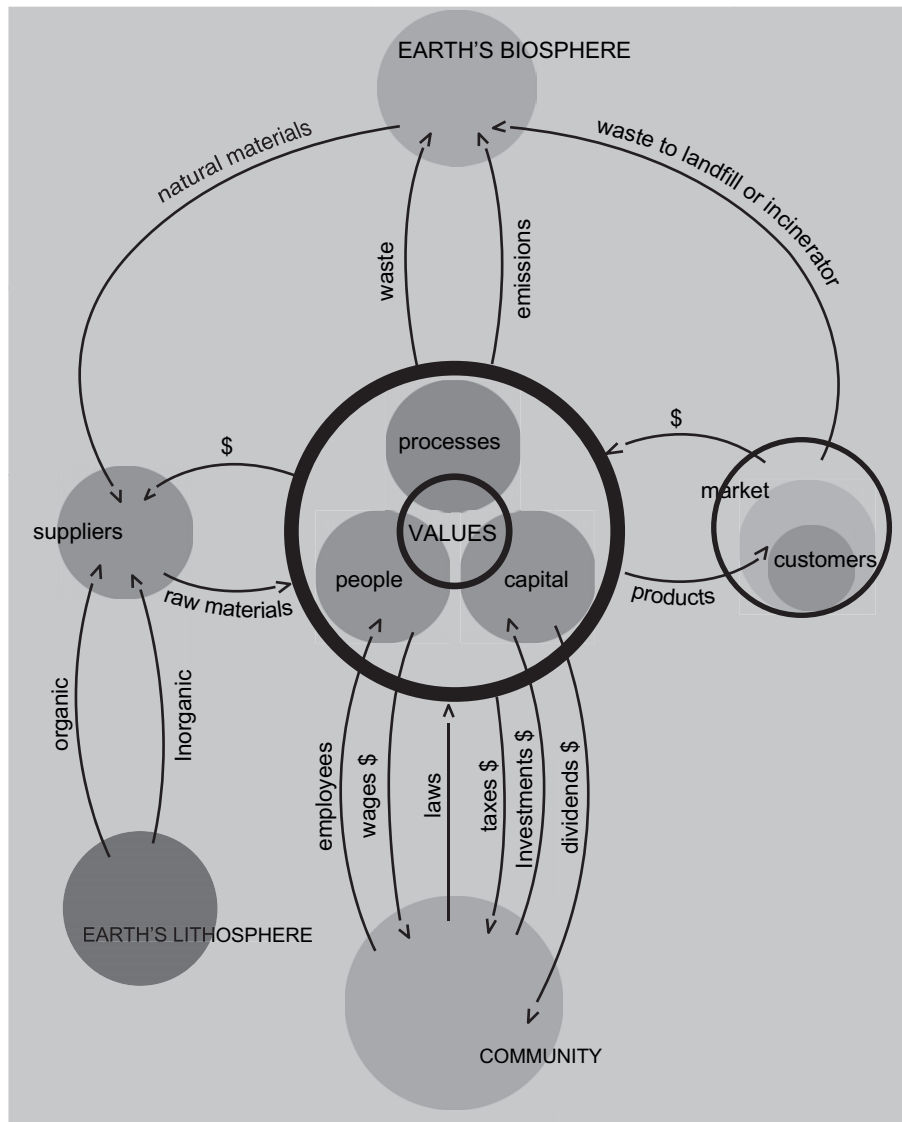 EARTH'S BIOSPHERE
natural materials
waste to landfill or incinerator
waste
emissions
$
processes
$
market
suppliers
VALUES
customers
people
capital
raw materials
products
organic
Inorganic
employees
wages $
laws
taxes $
Investments $
dividends $
EARTH'S LITHOSPHERE
COMMUNITY